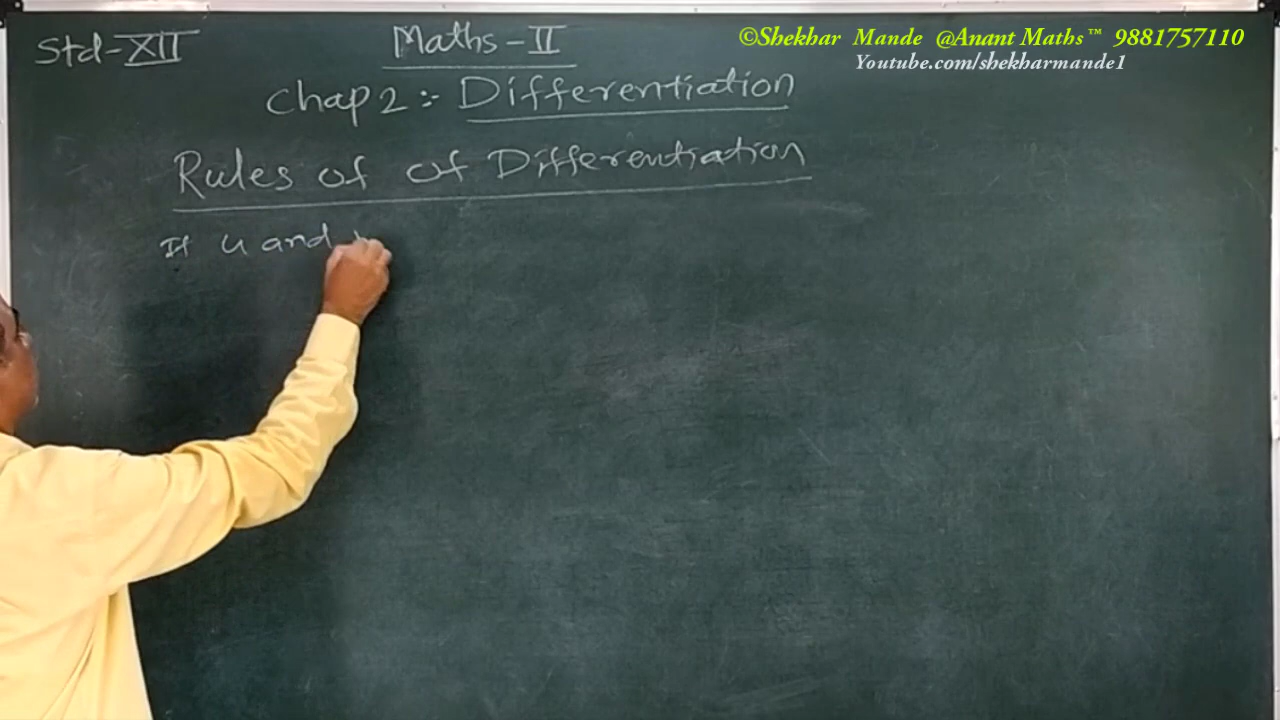 ©Shekhar Mande @Anant Maths™ 9881757110
Youtube.com/shekharmande1
Std-XII
Maths-II
Chap 2:- Differentiation
Rules of of Differentiation
If u and